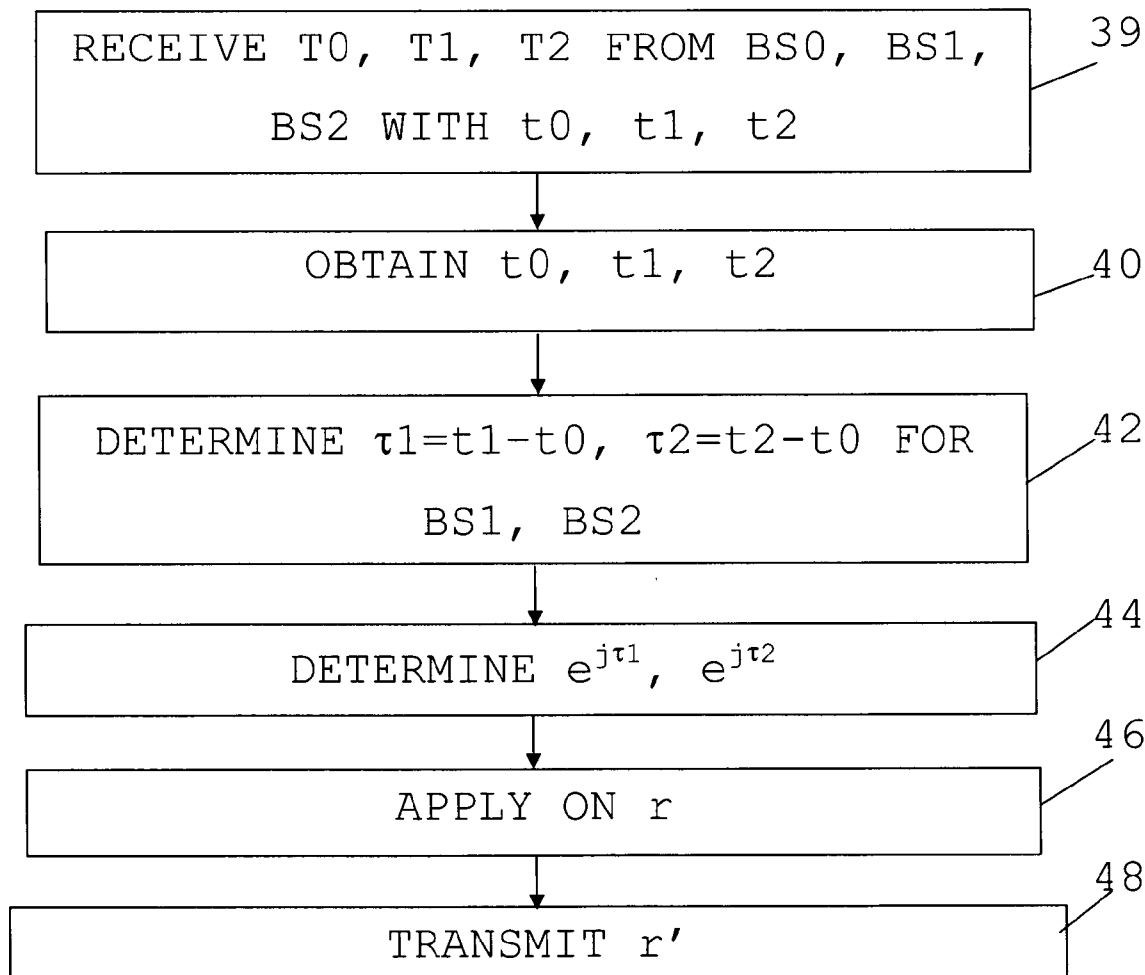 RECEIVE T0, T1, T2 FROM BS0, BS1,
BS2 WITH t0, t1, t2
39
OBTAIN t0, t1, t2
40
DETERMINE τ1=t1-t0, τ2=t2-t0 FOR
BS1, BS2
42
DETERMINE e^{jτ1}, e^{jτ2}
44
APPLY ON r
46
TRANSMIT r'
48